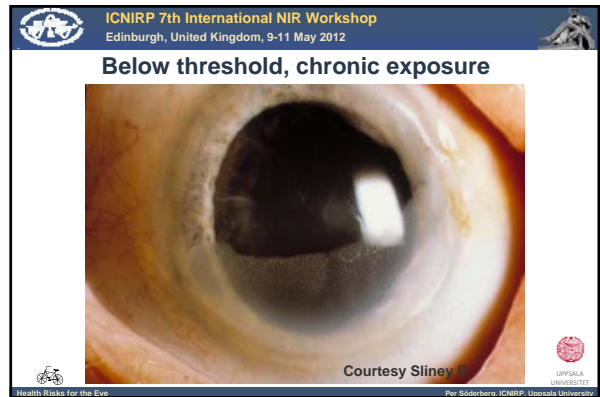 ICNIRP 7th International NIR Workshop
Edinburgh, United Kingdom, 9-11 May 2012
Below threshold, chronic exposure
Courtesy Sliney
UPPSALA
UNIVERSITET
Health Risks for the Eye
Per Söderberg, ICNIRP, Uppsala University